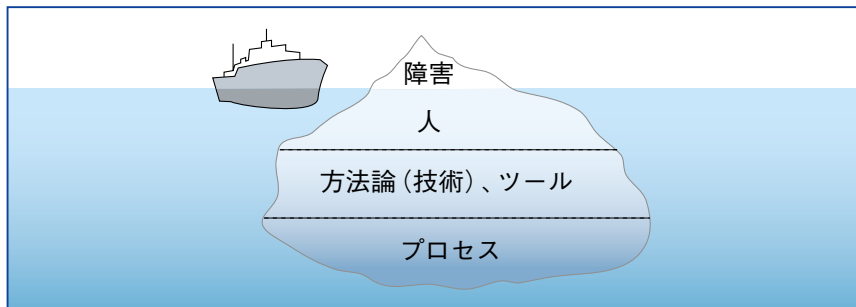 障害
人
方法論（技術）、ツール
プロセス